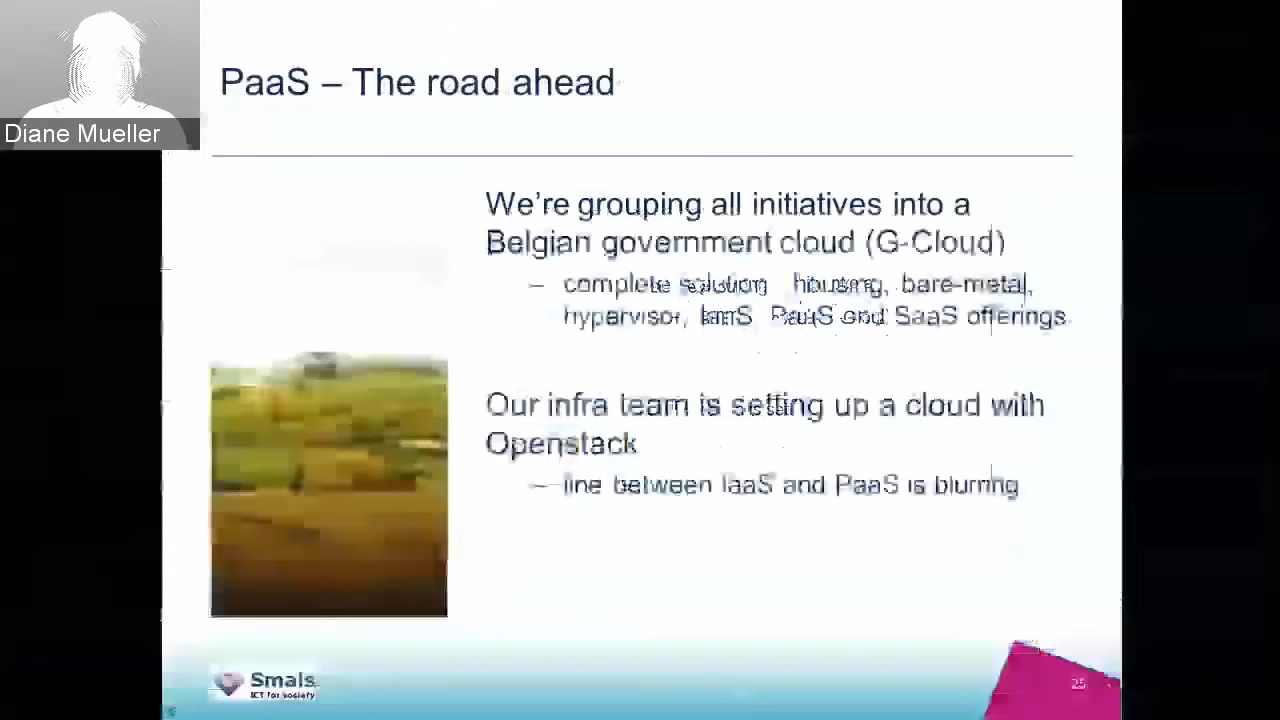 Diane Mueller
PaaS – The road ahead
We're grouping all initiatives into a
Belgian government cloud (G-Cloud)
– complete solution housing, bare-metal,
hypervisor, IaaS PaaS and SaaS offerings
Our infra team is setting up a cloud with
Openstack
– line between IaaS and PaaS is blurring
Smals
ICT for society
25